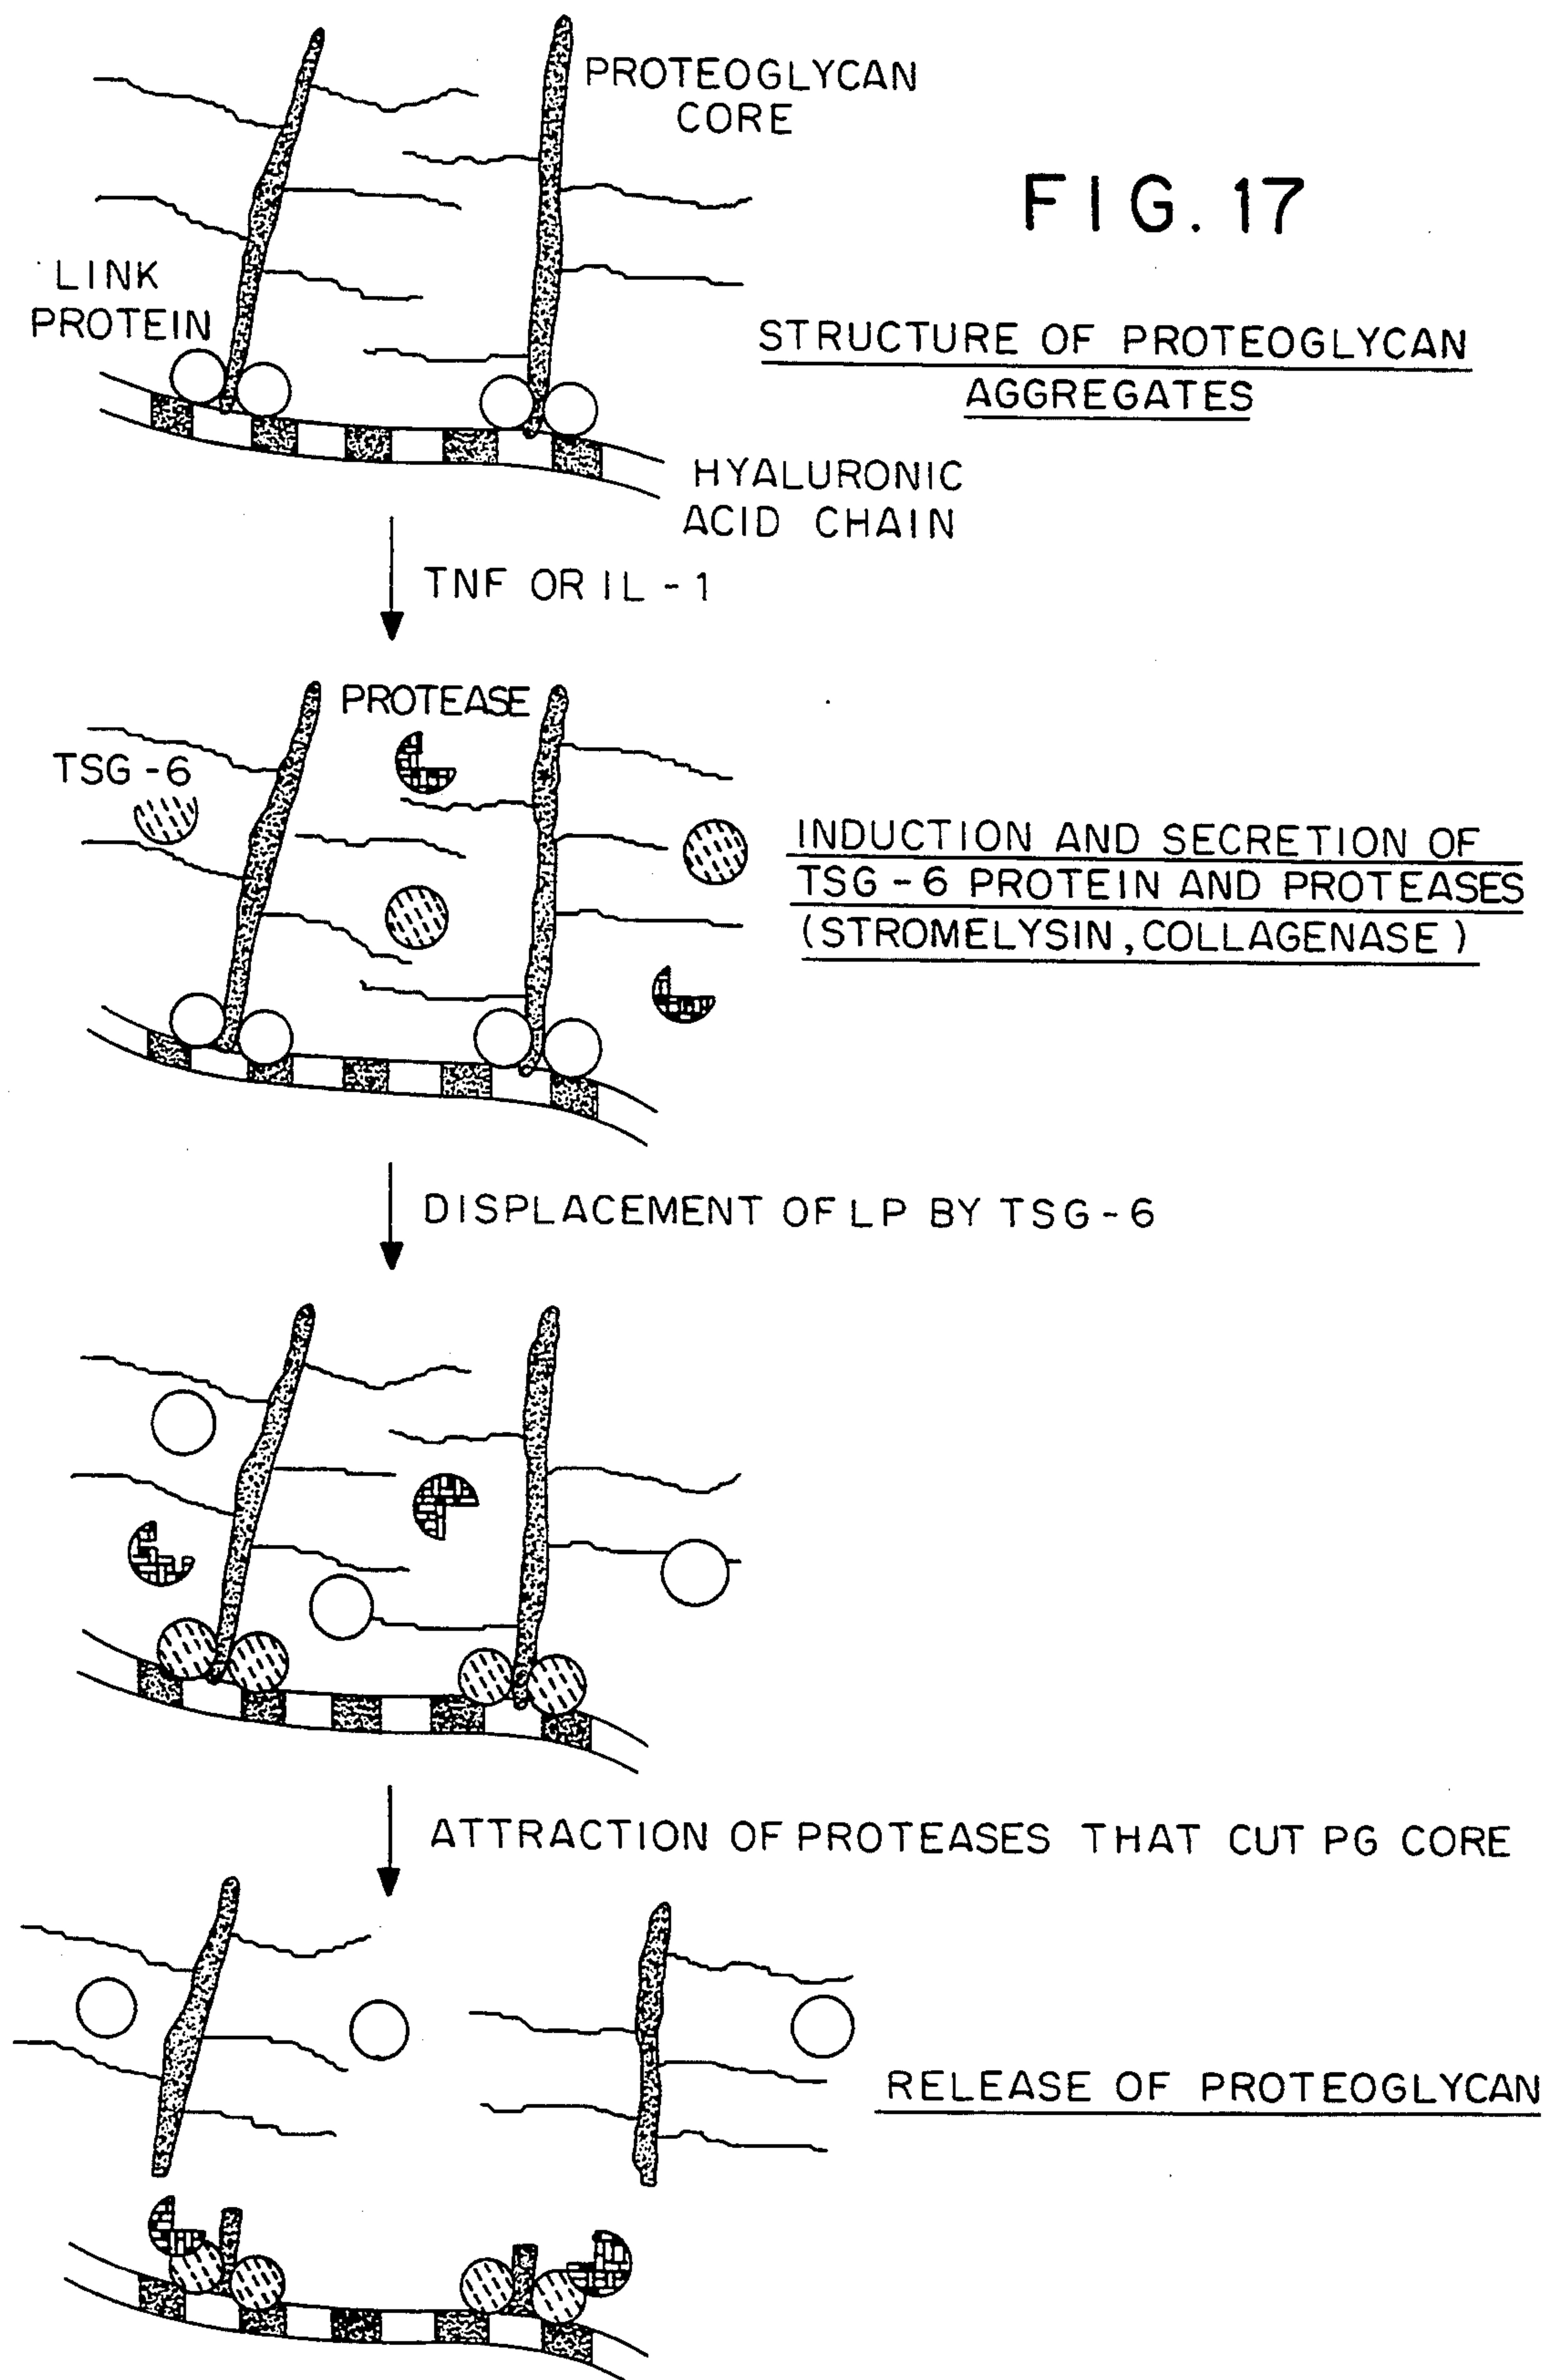 PROTEOGLYCAN
CORE
FIG. 17
LINK
PROTEIN
STRUCTURE OF PROTEOGLYCAN
AGGREGATES
HYALURONIC
ACID CHAIN
TNF OR IL-1
PROTEASE
TSG-6
INDUCTION AND SECRETION OF
TSG-6 PROTEIN AND PROTEASES
(STROMELYSIN, COLLAGENASE)
DISPLACEMENT OF LP BY TSG-6
ATTRACTION OF PROTEASES THAT CUT PG CORE
RELEASE OF PROTEOGLYCAN